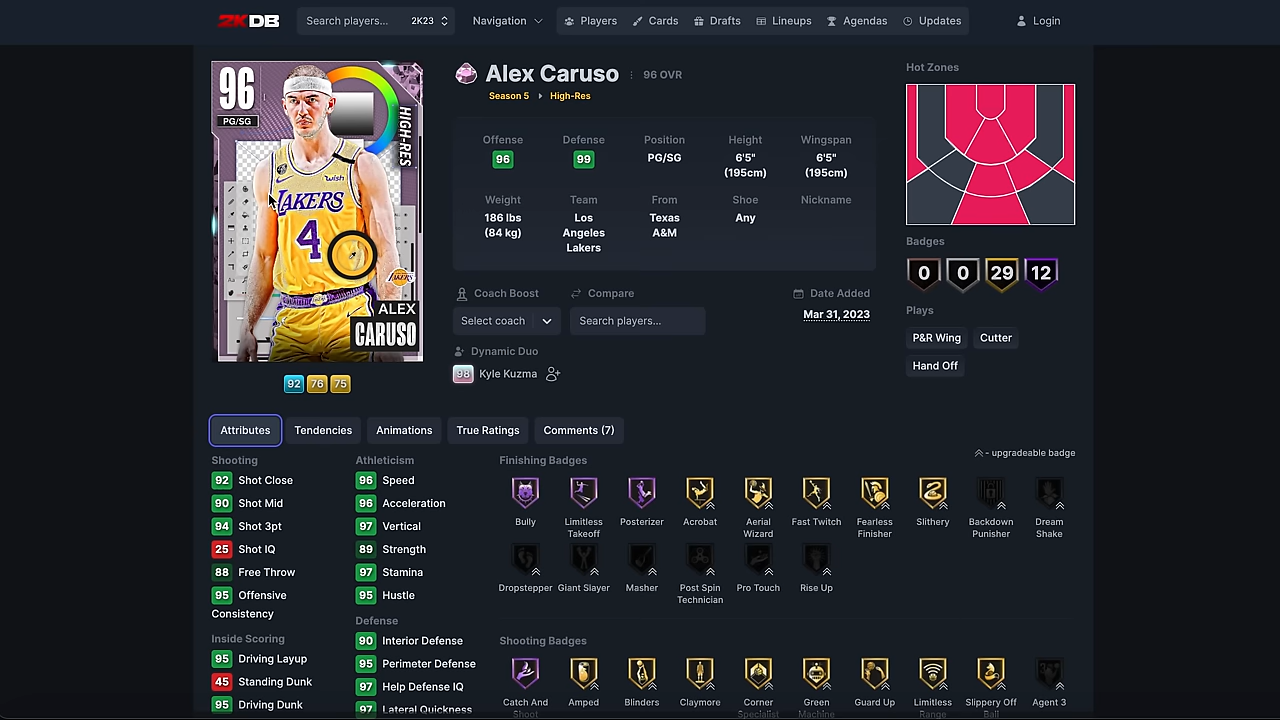 2KDB
Search players...
2K23
Navigation
Players
Cards
Drafts
Lineups
Agendas
Updates
Login
96
PG/SG
HIGH-RES
wish
LAKERS
4
LAKERS
ALEX
CARUSO
92 76 75
Alex Caruso
96 OVR
Season 5
High-Res
Offense
96
Defense
99
Position
PG/SG
Height
6'5"
(195cm)
Wingspan
6'5"
(195cm)
Weight
186 lbs
(84 kg)
Team
Los
Angeles
Lakers
From
Texas
A&M
Shoe
Any
Nickname
Coach Boost
Select coach
Compare
Search players...
Date Added
Mar 31, 2023
Dynamic Duo
98 Kyle Kuzma
Hot Zones
Badges
0 0 29 12
Plays
P&R Wing
Cutter
Hand Off
Attributes
Tendencies
Animations
True Ratings
Comments (7)
- upgradeable badge
Shooting
92 Shot Close
90 Shot Mid
94 Shot 3pt
25 Shot IQ
88 Free Throw
95 Offensive
Consistency
Inside Scoring
95 Driving Layup
45 Standing Dunk
95 Driving Dunk
Athleticism
96 Speed
96 Acceleration
97 Vertical
89 Strength
97 Stamina
95 Hustle
Defense
90 Interior Defense
95 Perimeter Defense
97 Help Defense IQ
97 Lateral Quickness
Finishing Badges
Bully
Limitless
Takeoff
Posterizer
Acrobat
Aerial
Wizard
Fast Twitch
Fearless
Finisher
Slithery
Backdown
Punisher
Dream
Shake
Dropstepper
Giant Slayer
Masher
Post Spin
Technician
Pro Touch
Rise Up
Shooting Badges
Catch And
Shoot
Amped
Blinders
Claymore
Corner
Specialist
Green
Machine
Guard Up
Limitless
Range
Slippery Off
Ball
Agent 3